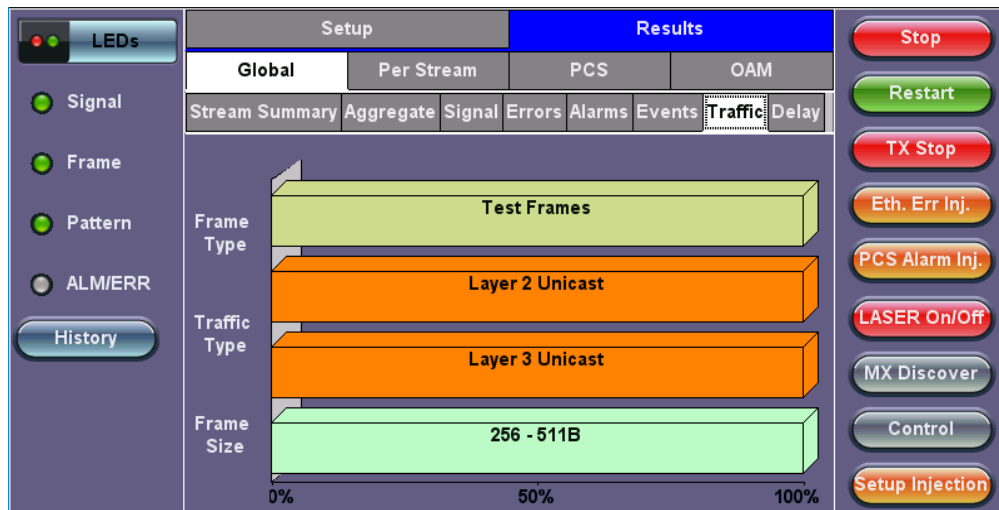 LEDs
Signal
Frame
Pattern
ALM/ERR
History
Setup
Results
Global
Per Stream
PCS
OAM
Stream Summary
Aggregate
Signal
Errors
Alarms
Events
Traffic
Delay
Frame
Type
Test Frames
Traffic
Type
Layer 2 Unicast
Layer 3 Unicast
Frame
Size
256 - 511B
0%
50%
100%
Stop
Restart
TX Stop
Eth. Err Inj.
PCS Alarm Inj.
LASER On/Off
MX Discover
Control
Setup Injection